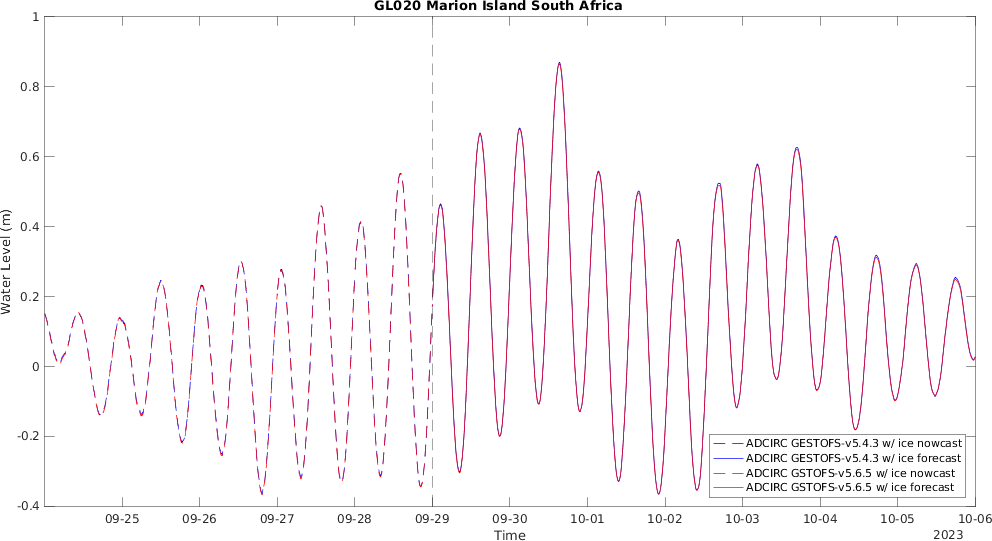 GL020 Marion Island South Africa
1
0.8
0.6
0.4
0.2
0
-0.2
-0.4
Water Level (m)
ADCIRC GESTOFS-v5.4.3 w/ ice nowcast
ADCIRC GESTOFS-v5.4.3 w/ ice forecast
ADCIRC GSTOFS-v5.6.5 w/ ice nowcast
ADCIRC GSTOFS-v5.6.5 w/ ice forecast
09-25 09-26 09-27 09-28 09-29 09-30 10-01 10-02 10-03 10-04 10-05 10-06
Time
2023